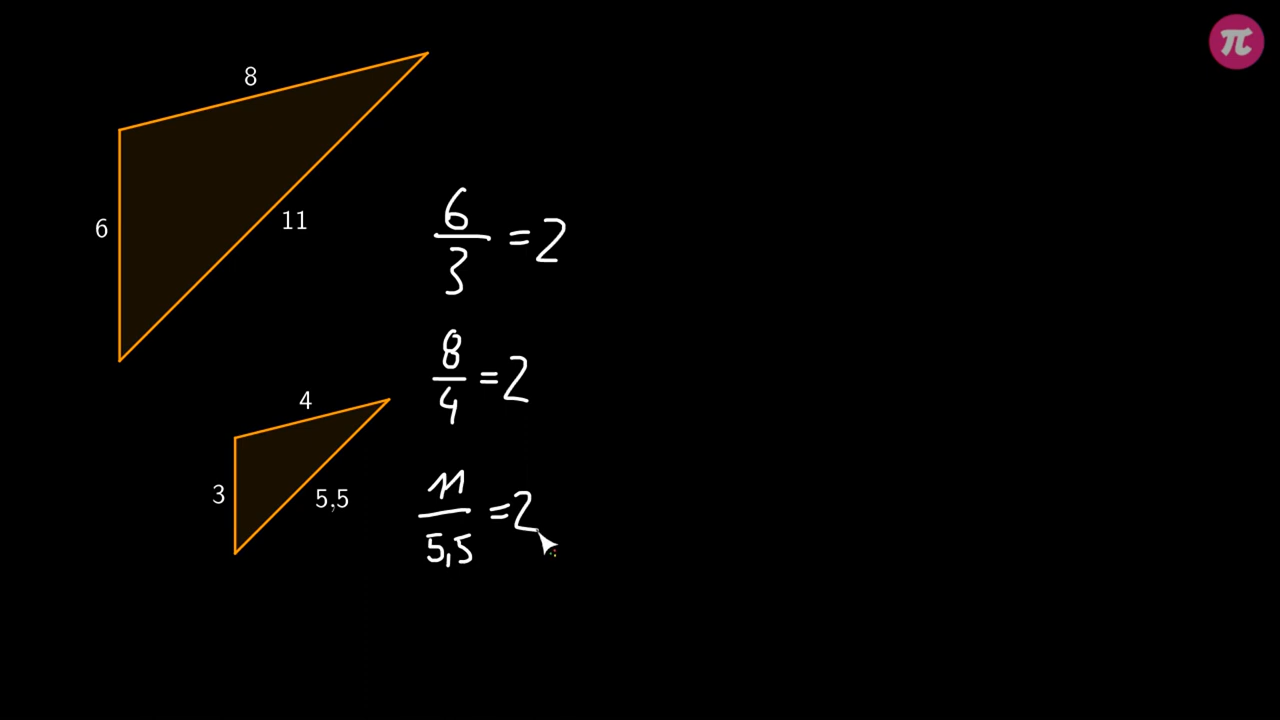 π
8
6
11
6/3 = 2
8/4 = 2
4
3
5,5
11/5,5 = 2